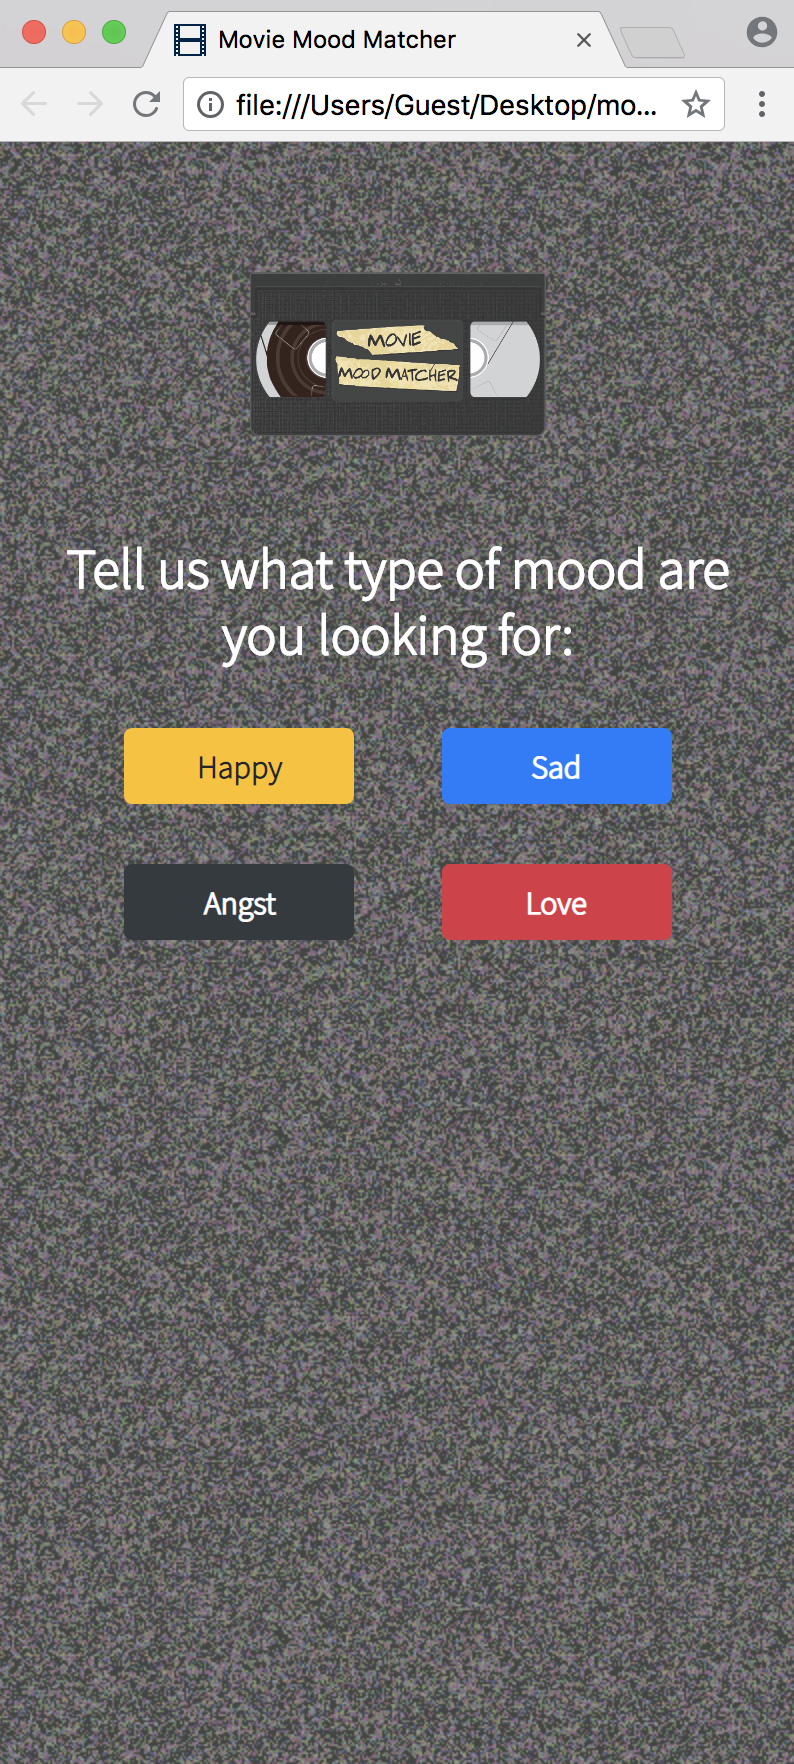 Movie Mood Matcher
file:///Users/Guest/Desktop/mo...
MOVIE
MOOD MATCHER
Tell us what type of mood are
you looking for:
Happy
Sad
Angst
Love